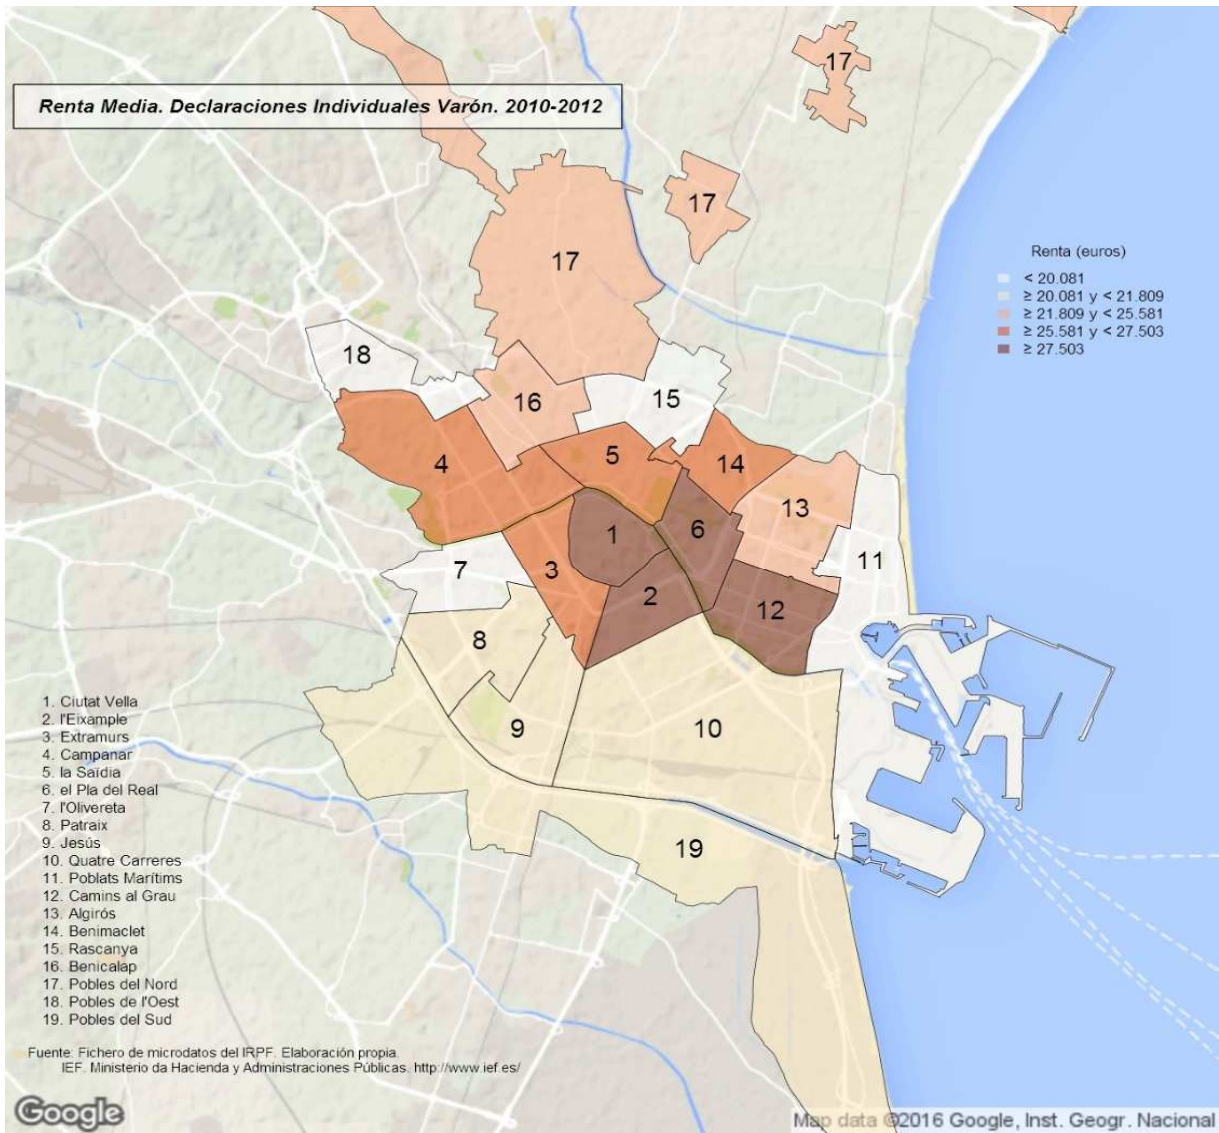 Renta Media. Declaraciones Individuales Varón. 2010-2012
17
17
17
Renta (euros)
< 20.081
≥ 20.081 y < 21.809
≥ 21.809 y < 25.581
≥ 25.581 y < 27.503
≥ 27.503
18
16
15
4
5
14
13
1
6
11
7
3
2
12
8
9
10
19
1. Ciutat Vella
2. l'Eixample
3. Extramurs
4. Campanar
5. la Saïdia
6. el Pla del Real
7. l'Olivereta
8. Patraix
9. Jesús
10. Quatre Carreres
11. Poblats Marítims
12. Camins al Grau
13. Algirós
14. Benimaclet
15. Rascanya
16. Benicalap
17. Pobles del Nord
18. Pobles de l'Oest
19. Pobles del Sud
Fuente: Fichero de microdatos del IRPF. Elaboración propia.
IEF. Ministerio da Hacienda y Administraciones Públicas. http://www.ief.es/
Google
Map data ©2016 Google, Inst. Geogr. Nacional